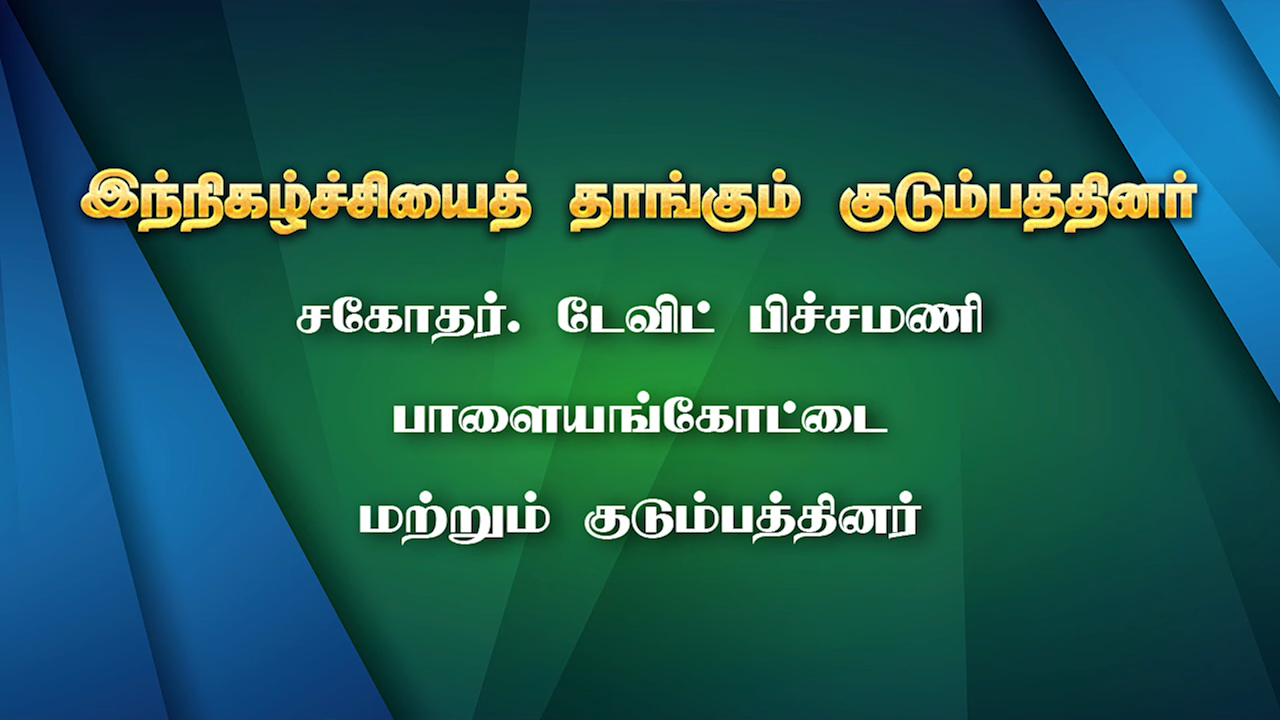 இந்நிகழ்ச்சியைத் தாங்கும் குடும்பத்தினர்
சகோதர். டேவிட் பிச்சமணி
பாளையங்கோட்டை
மற்றும் குடும்பத்தினர்